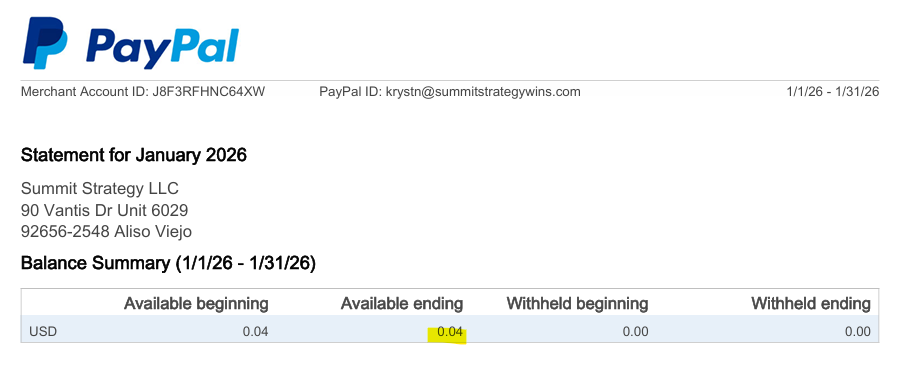 PayPal
Merchant Account ID: J8F3RFHNC64XW PayPal ID: krystn@summitstrategywins.com 1/1/26 - 1/31/26
Statement for January 2026
Summit Strategy LLC
90 Vantis Dr Unit 6029
92656-2548 Aliso Viejo
Balance Summary (1/1/26 - 1/31/26)
Available beginning Available ending Withheld beginning Withheld ending
USD 0.04 0.04 0.00 0.00